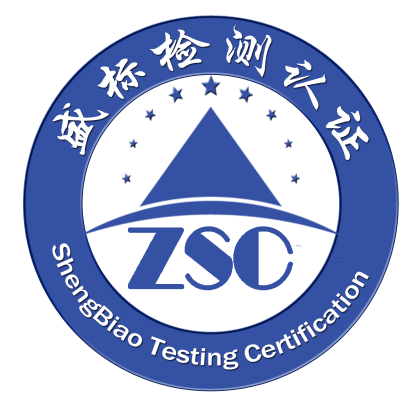 盛标检测认证
ZSC
ShengBiao Testing Certification